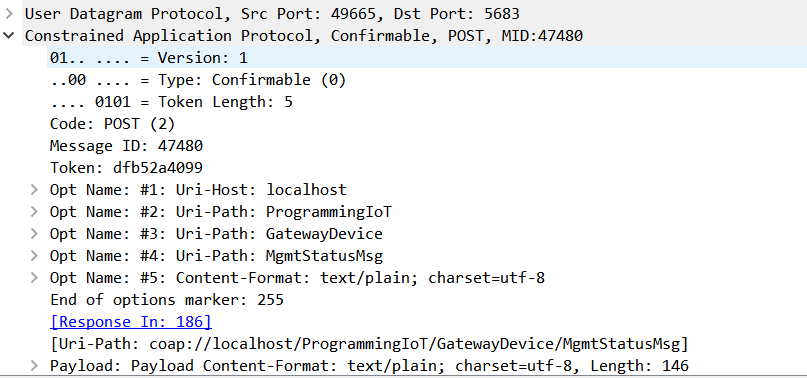 User Datagram Protocol, Src Port: 49665, Dst Port: 5683
Constrained Application Protocol, Confirmable, POST, MID:47480
01.. .... = Version: 1
..00 .... = Type: Confirmable (0)
.... 0101 = Token Length: 5
Code: POST (2)
Message ID: 47480
Token: dfb52a4099
Opt Name: #1: Uri-Host: localhost
Opt Name: #2: Uri-Path: ProgrammingIoT
Opt Name: #3: Uri-Path: GatewayDevice
Opt Name: #4: Uri-Path: MgmtStatusMsg
Opt Name: #5: Content-Format: text/plain; charset=utf-8
End of options marker: 255
[Response In: 186]
[Uri-Path: coap://localhost/ProgrammingIoT/GatewayDevice/MgmtStatusMsg]
Payload: Payload Content-Format: text/plain; charset=utf-8, Length: 146